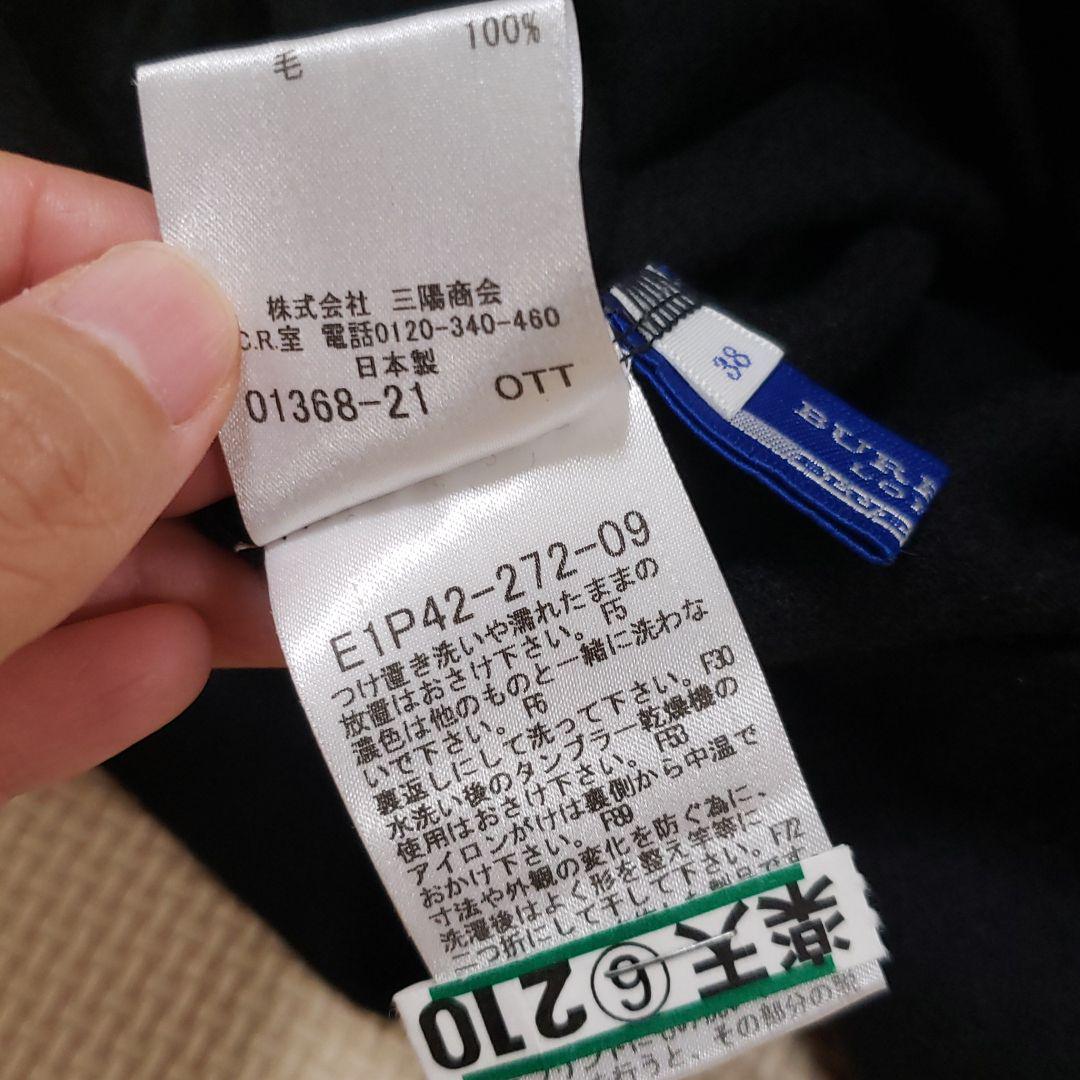 毛 100%
株式会社 三陽商会
C.R.室 電話0120-340-460
日本製
01368-21 OTT
38
BURB
E1P42-272-09
つけ置き洗いや濡れたままの
放置はおさけ下さい。 F5
濃色は他のものと一緒に洗わな
いで下さい。 F6
裏返しにして洗って下さい。F30
水洗い後のタンブラー乾燥機の
使用はおさけ下さい。 F53
アイロンがけは裏側から中温で
おかけ下さい。 F89
寸法や外観の変化を防ぐ為に、
洗濯後はよく形を整え竿等に
二つ折にして干して下さい。F72
楽天⑥210
その部分の